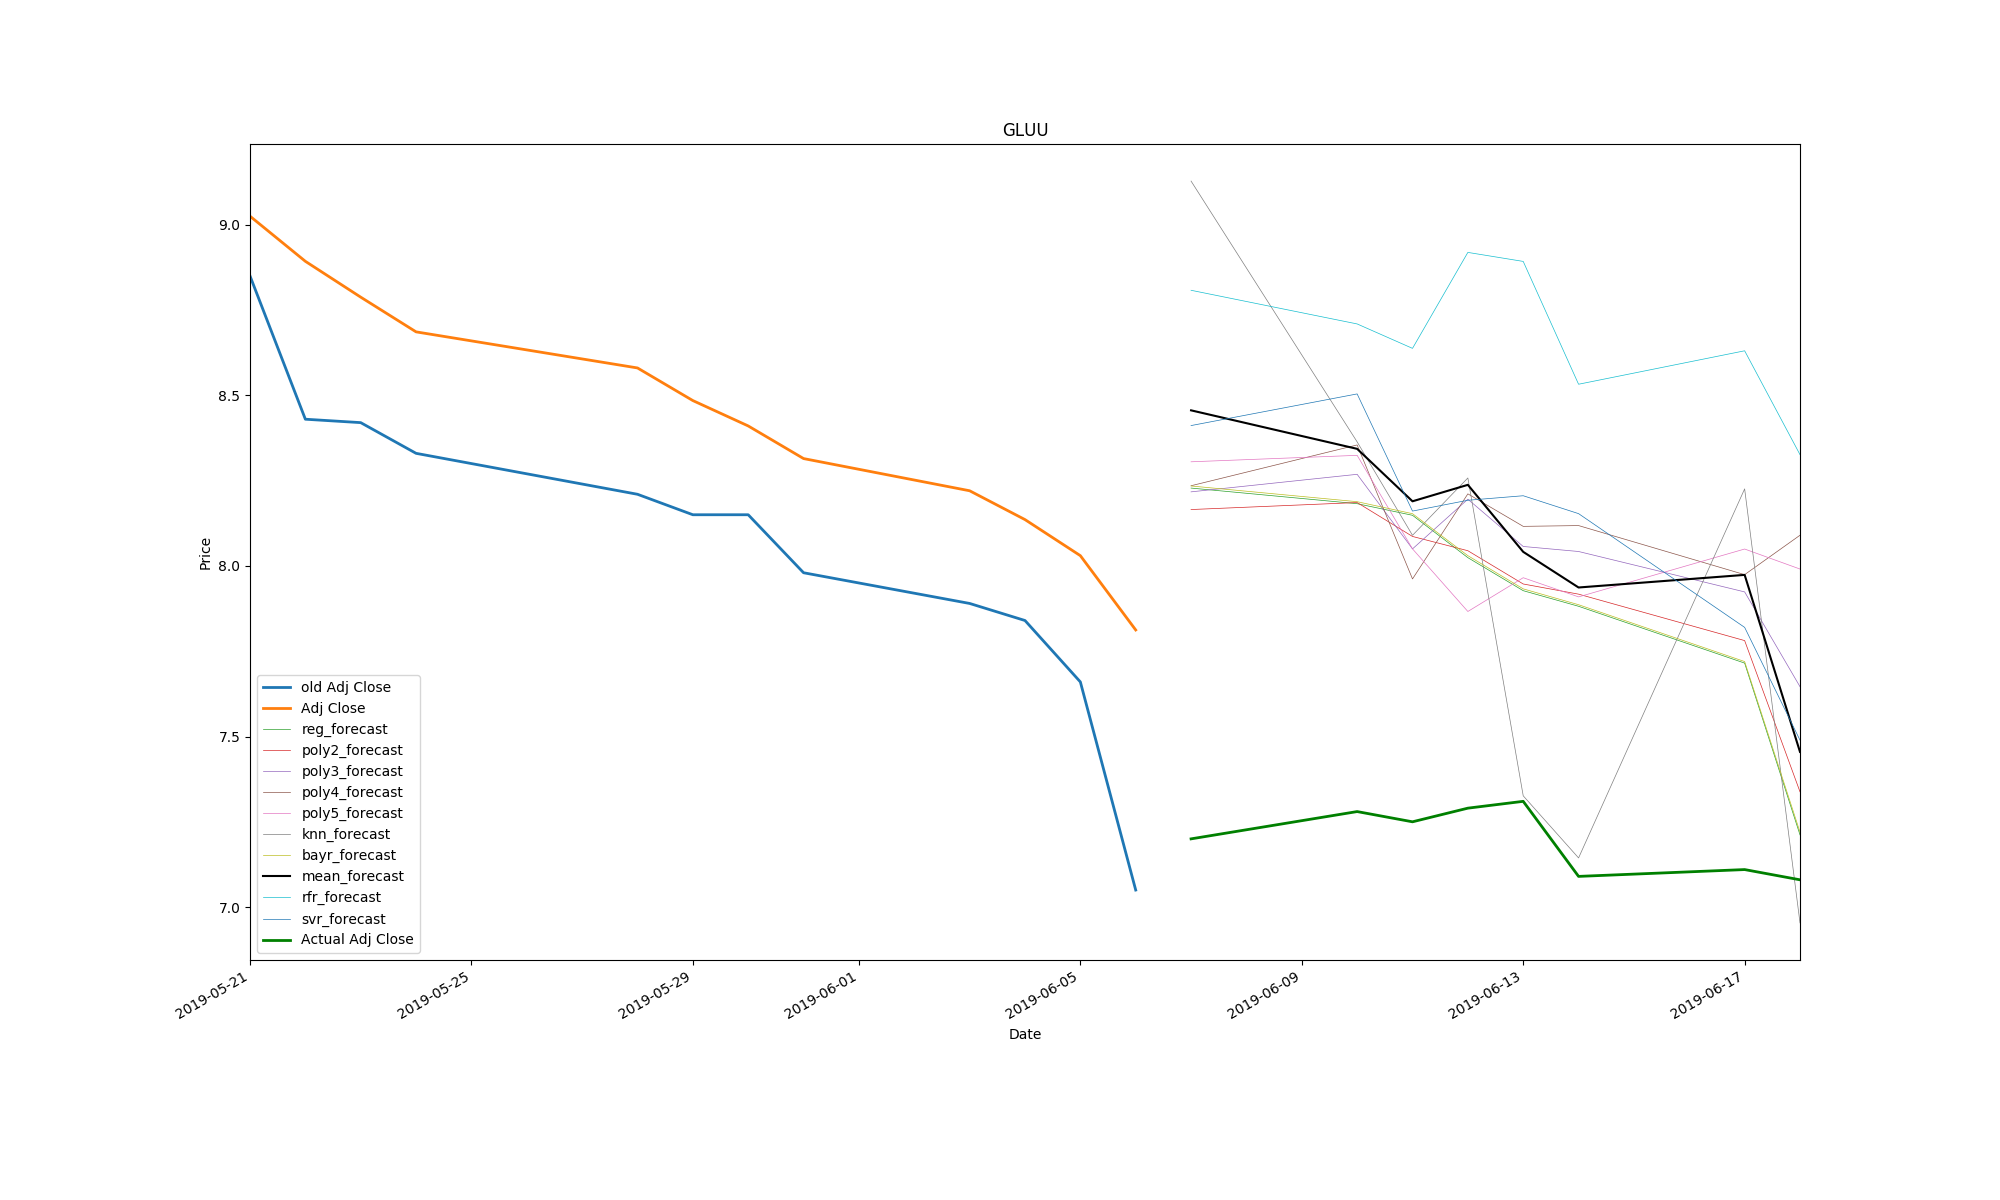 GLUU
9.0
8.5
8.0
7.5
7.0
Price
old Adj Close
Adj Close
reg_forecast
poly2_forecast
poly3_forecast
poly4_forecast
poly5_forecast
knn_forecast
bayr_forecast
mean_forecast
rfr_forecast
svr_forecast
Actual Adj Close
2019-05-21
2019-05-25
2019-05-29
2019-06-01
2019-06-05
2019-06-09
2019-06-13
2019-06-17
Date